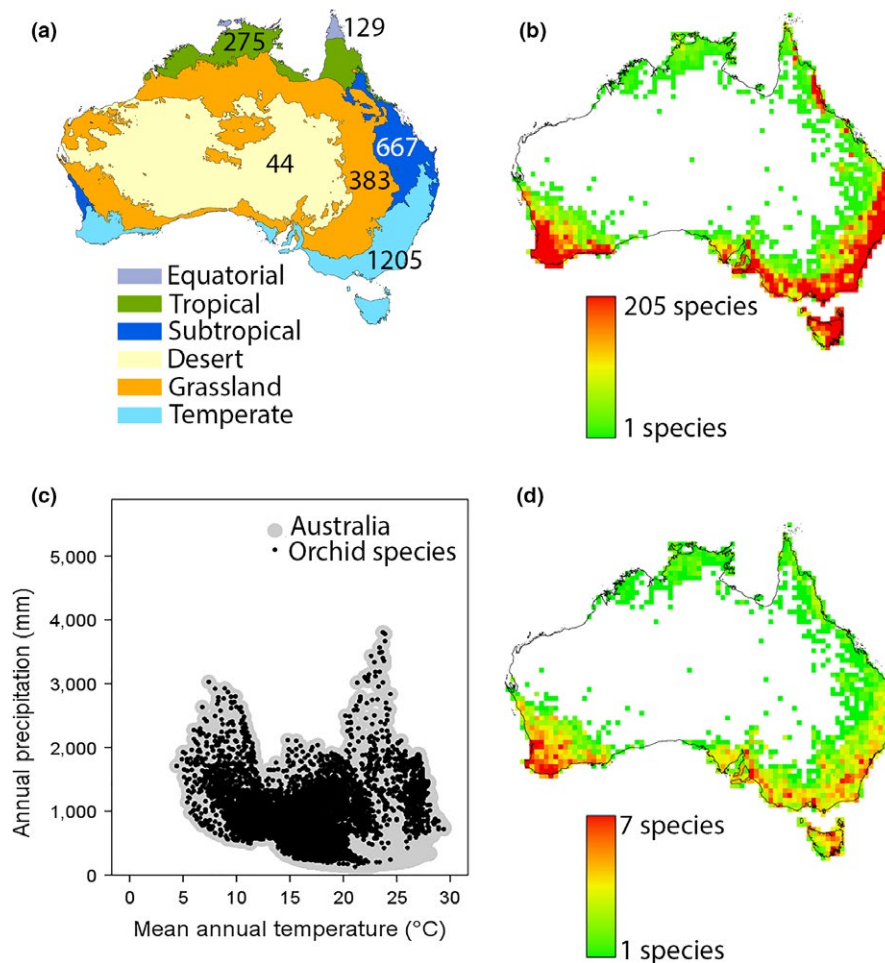 (a)
275
129
44
667
383
1205
Equatorial
Tropical
Subtropical
Desert
Grassland
Temperate
(b)
205 species
1 species
(c)
Australia
Orchid species
Annual precipitation (mm)
5,000
4,000
3,000
2,000
1,000
0
0 5 10 15 20 25 30
Mean annual temperature (°C)
(d)
7 species
1 species